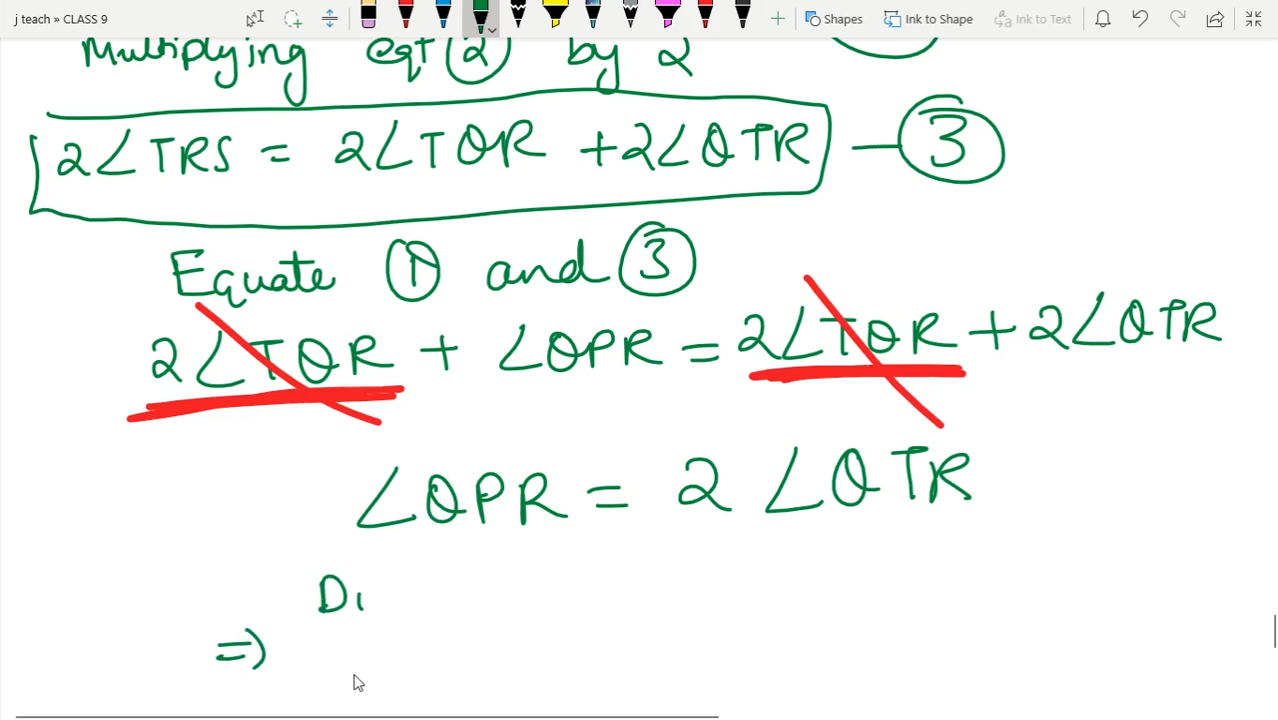 j teach » CLASS 9
Shapes Ink to Shape Ink to Text
Multiplying eqt ② by 2
2∠TRS = 2∠TQR + 2∠QTR — ③
Equate ① and ③
2∠TQR + ∠QPR = 2∠TQR + 2∠QTR
∠QPR = 2 ∠QTR
Di
=)